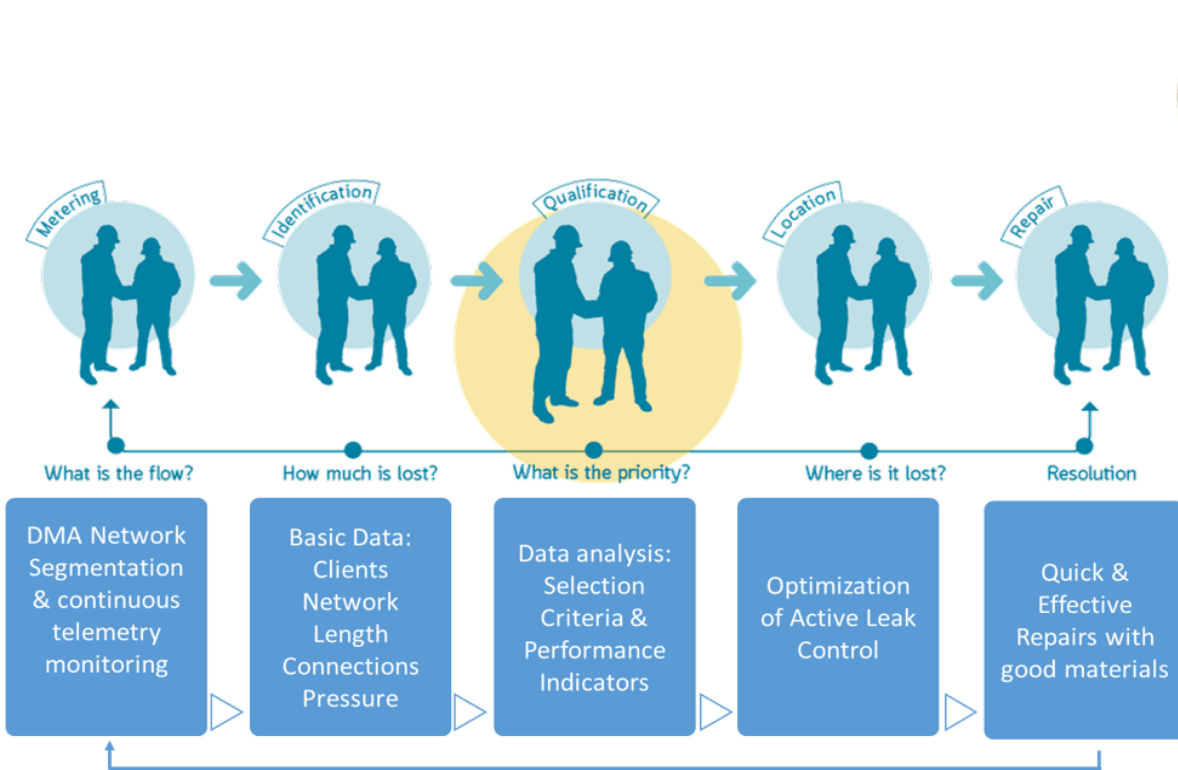 Metering
Identification
Qualification
Location
Repair
What is the flow?
How much is lost?
What is the priority?
Where is it lost?
Resolution
DMA Network
Segmentation
& continuous
telemetry
monitoring
Basic Data:
Clients
Network
Length
Connections
Pressure
Data analysis:
Selection
Criteria &
Performance
Indicators
Optimization
of Active Leak
Control
Quick &
Effective
Repairs with
good materials